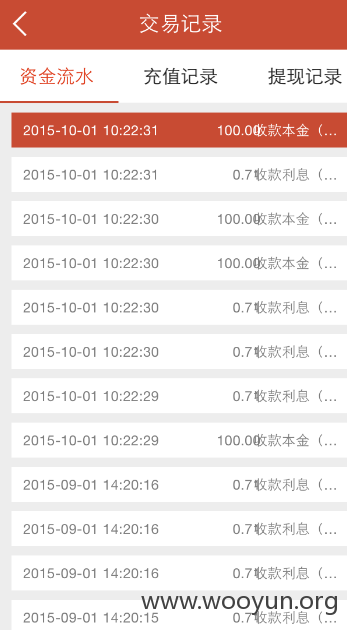 交易记录
资金流水 充值记录 提现记录
2015-10-01 10:22:31 100.00 收款本金（...
2015-10-01 10:22:31 0.71 收款利息（...
2015-10-01 10:22:30 100.00 收款本金（...
2015-10-01 10:22:30 100.00 收款本金（...
2015-10-01 10:22:30 0.71 收款利息（...
2015-10-01 10:22:30 0.71 收款利息（...
2015-10-01 10:22:29 0.71 收款利息（...
2015-10-01 10:22:29 100.00 收款本金（...
2015-09-01 14:20:16 0.71 收款利息（...
2015-09-01 14:20:16 0.71 收款利息（...
2015-09-01 14:20:16 0.71 收款利息（...
www.wooyun.org
2015-09-01 14:20:15 0.71 收款利息（...